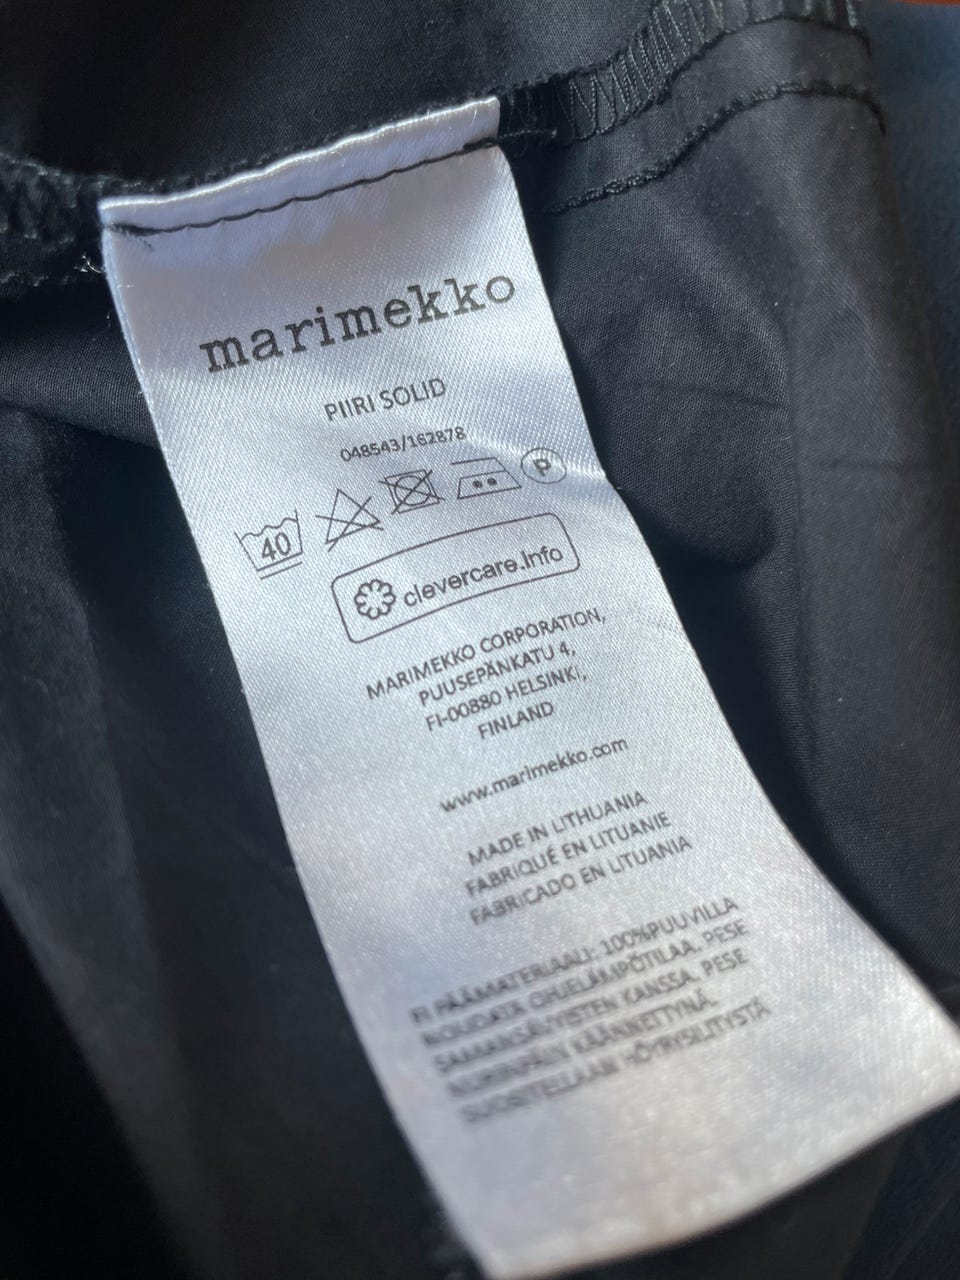 marimekko
PIIRI SOLID
048543/162878
40 P
clevercare.info
MARIMEKKO CORPORATION,
PUUSEPÄNKATU 4,
FI-00880 HELSINKI,
FINLAND
www.marimekko.com
MADE IN LITHUANIA
FABRIQUÉ EN LITUANIE
FABRICADO EN LITUANIA
FI PÄÄMATERIAALI: 100%PUUVILLA
NOUDATA OHJELÄMPÖTILAA. PESE
SAMANSÄVYISTEN KANSSA. PESE
NURINPÄIN KÄÄNNETTYNÄ.
SUOSITELLAAN HÖYRYSILITYSTÄ